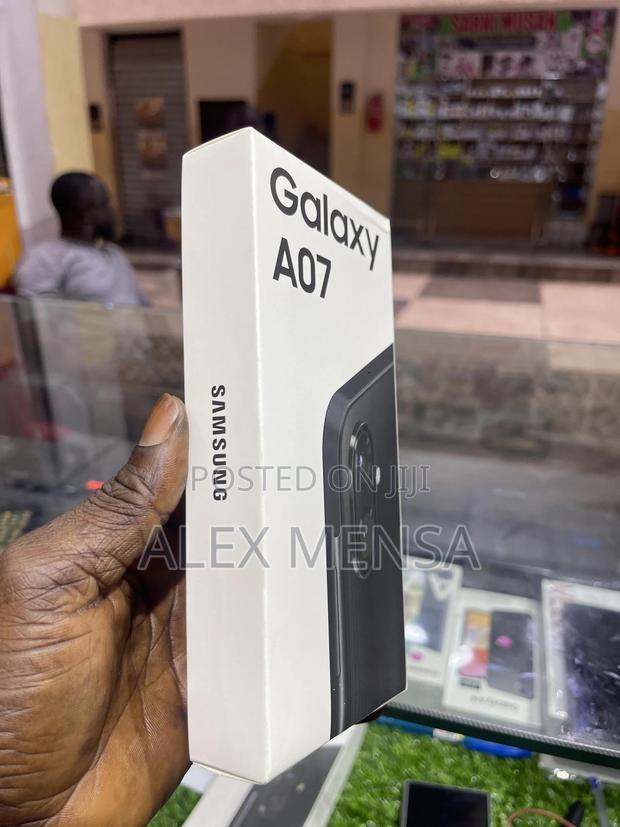 Galaxy
A07
SAMSUNG
POSTED ON JIJI
ALEX MENSA